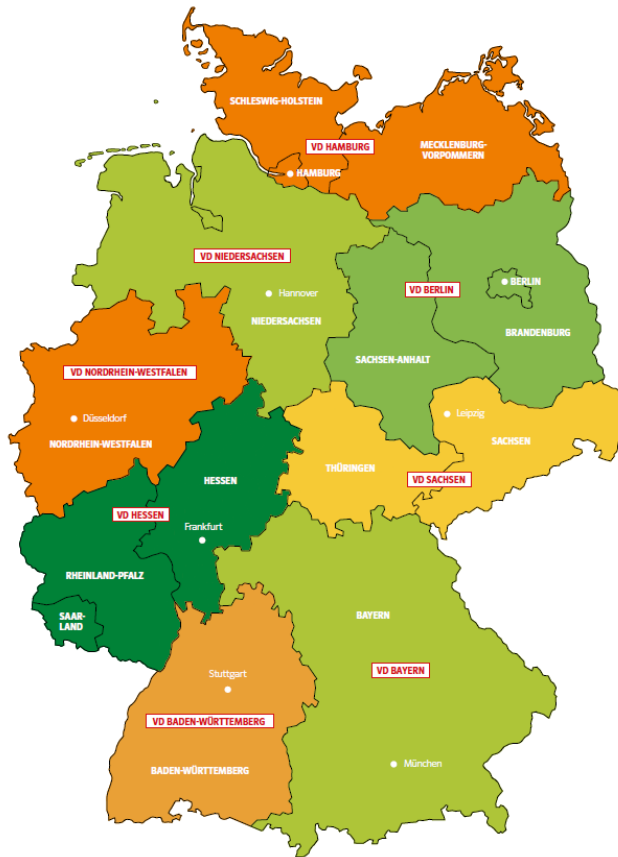 SCHLESWIG-HOLSTEIN
VD HAMBURG
MECKLENBURG-
VORPOMMERN
HAMBURG
VD NIEDERSACHSEN
Hannover
NIEDERSACHSEN
BERLIN
VD BERLIN
BRANDENBURG
SACHSEN-ANHALT
VD NORDRHEIN-WESTFALEN
Düsseldorf
NORDRHEIN-WESTFALEN
Leipzig
SACHSEN
THÜRINGEN
VD SACHSEN
HESSEN
VD HESSEN
Frankfurt
RHEINLAND-PFALZ
SAAR-
LAND
BAYERN
VD BAYERN
Stuttgart
VD BADEN-WÜRTTEMBERG
BADEN-WÜRTTEMBERG
München